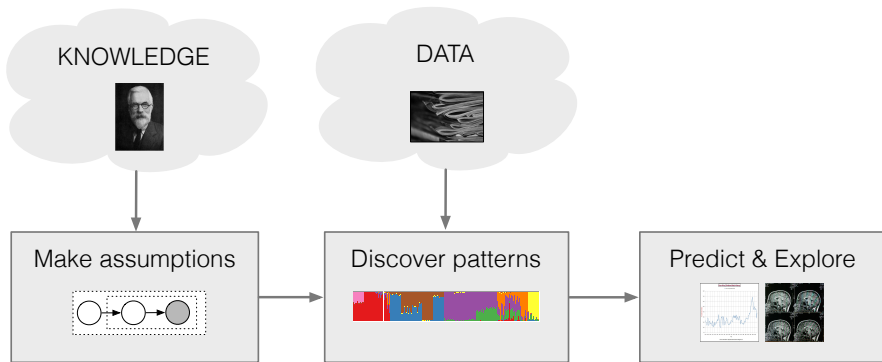 KNOWLEDGE
DATA
Make assumptions
Discover patterns
Predict & Explore